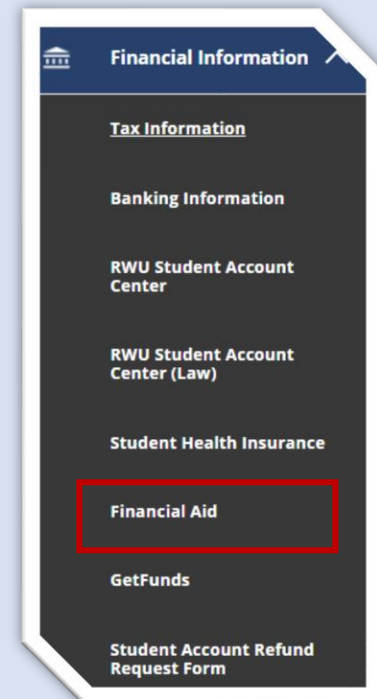 Financial Information
Tax Information
Banking Information
RWU Student Account
Center
RWU Student Account
Center (Law)
Student Health Insurance
Financial Aid
GetFunds
Student Account Refund
Request Form